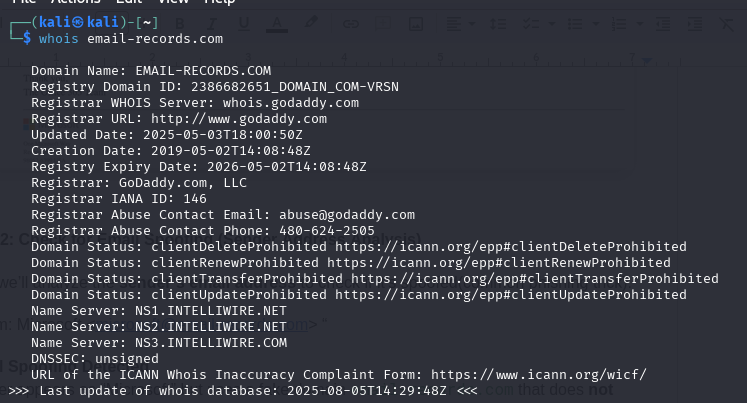 File Actions Edit View Help
┌──(kali㉿kali)-[~]
└─$ whois email-records.com
Domain Name: EMAIL-RECORDS.COM
Registry Domain ID: 2386682651_DOMAIN_COM-VRSN
Registrar WHOIS Server: whois.godaddy.com
Registrar URL: http://www.godaddy.com
Updated Date: 2025-05-03T18:00:50Z
Creation Date: 2019-05-02T14:08:48Z
Registry Expiry Date: 2026-05-02T14:08:48Z
Registrar: GoDaddy.com, LLC
Registrar IANA ID: 146
Registrar Abuse Contact Email: abuse@godaddy.com
Registrar Abuse Contact Phone: 480-624-2505
Domain Status: clientDeleteProhibited https://icann.org/epp#clientDeleteProhibited
Domain Status: clientRenewProhibited https://icann.org/epp#clientRenewProhibited
Domain Status: clientTransferProhibited https://icann.org/epp#clientTransferProhibited
Domain Status: clientUpdateProhibited https://icann.org/epp#clientUpdateProhibited
Name Server: NS1.INTELLIWIRE.NET
Name Server: NS2.INTELLIWIRE.NET
Name Server: NS3.INTELLIWIRE.COM
DNSSEC: unsigned
URL of the ICANN Whois Inaccuracy Complaint Form: https://www.icann.org/wicf/
>>> Last update of whois database: 2025-08-05T14:29:48Z <<<